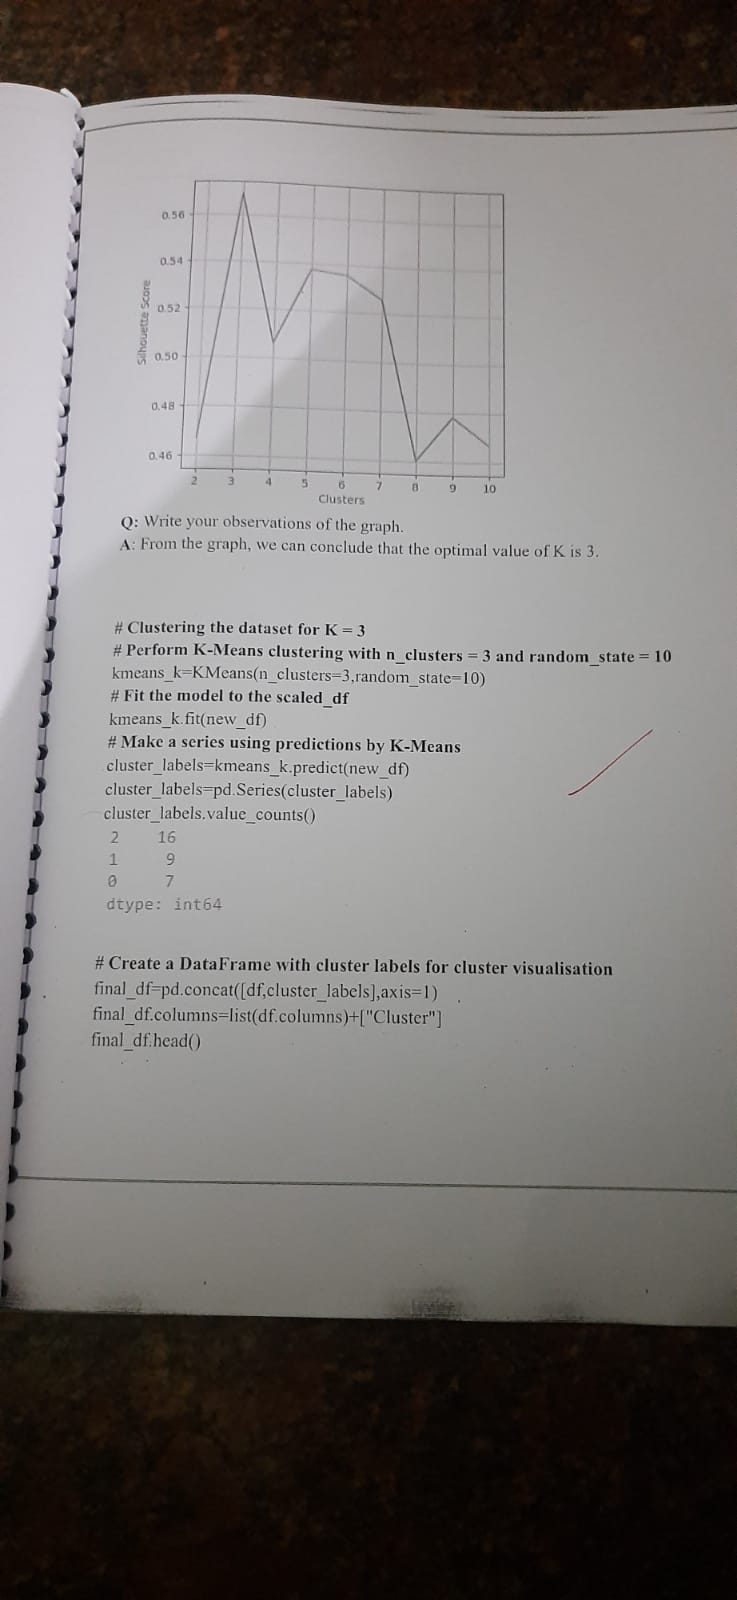 0.56
0.54
0.52
0.50
0.48
0.46
Silhouette Score
2 3 4 5 6 7 8 9 10
Clusters
Q: Write your observations of the graph.
A: From the graph, we can conclude that the optimal value of K is 3.
# Clustering the dataset for K = 3
# Perform K-Means clustering with n_clusters = 3 and random_state = 10
kmeans_k=KMeans(n_clusters=3,random_state=10)
# Fit the model to the scaled_df
kmeans_k.fit(new_df)
# Make a series using predictions by K-Means
cluster_labels=kmeans_k.predict(new_df)
cluster_labels=pd.Series(cluster_labels)
cluster_labels.value_counts()
2 16
1 9
0 7
dtype: int64
# Create a DataFrame with cluster labels for cluster visualisation
final_df=pd.concat([df,cluster_labels],axis=1)
final_df.columns=list(df.columns)+["Cluster"]
final_df.head()